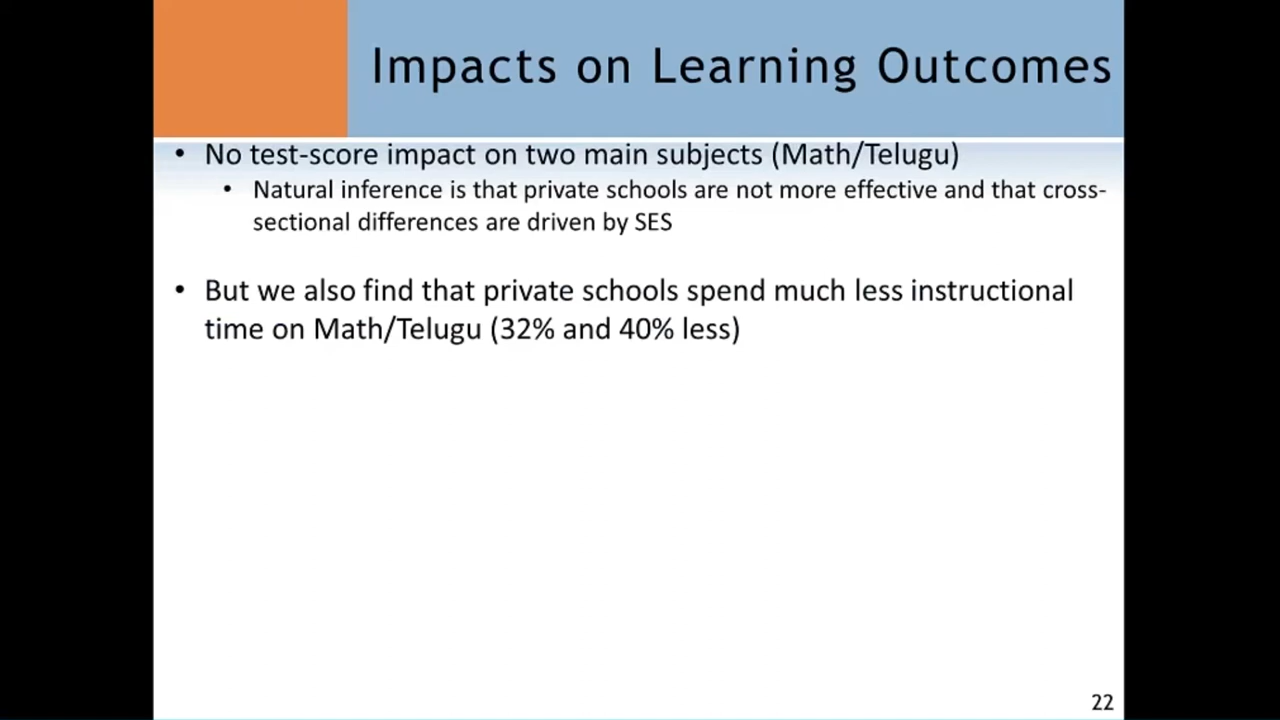 Impacts on Learning Outcomes
• No test-score impact on two main subjects (Math/Telugu)
• Natural inference is that private schools are not more effective and that cross-
sectional differences are driven by SES
• But we also find that private schools spend much less instructional
time on Math/Telugu (32% and 40% less)
22